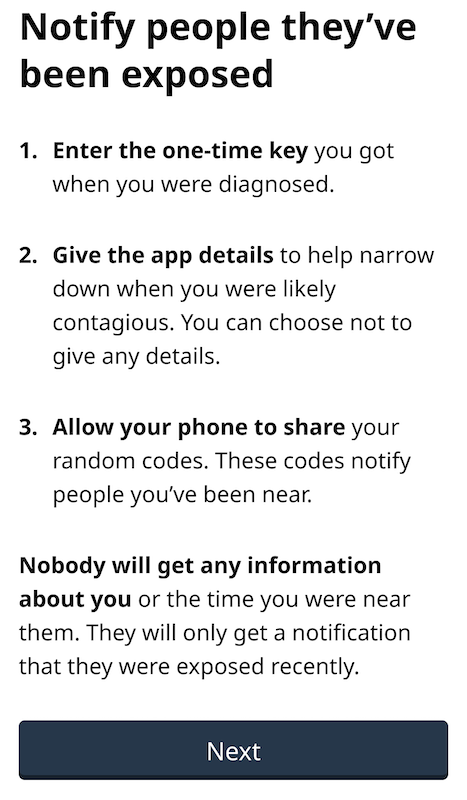 Notify people they’ve
been exposed
1. Enter the one-time key you got
when you were diagnosed.
2. Give the app details to help narrow
down when you were likely
contagious. You can choose not to
give any details.
3. Allow your phone to share your
random codes. These codes notify
people you’ve been near.
Nobody will get any information
about you or the time you were near
them. They will only get a notification
that they were exposed recently.
Next